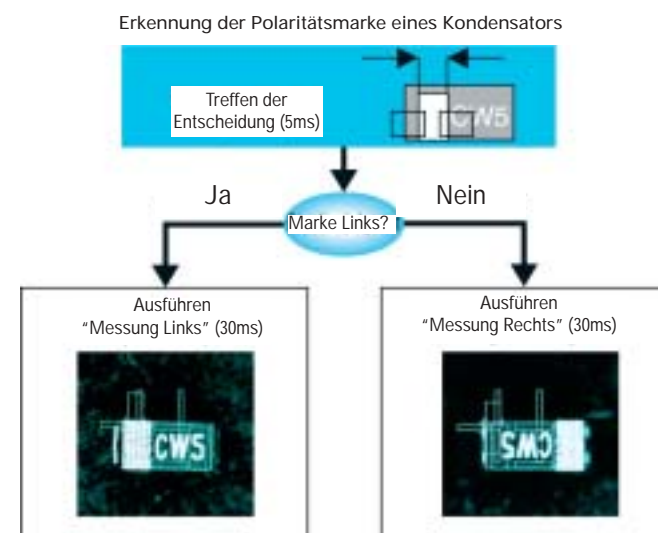 Erkennung der Polaritätsmarke eines Kondensators
Treffen der
Entscheidung (5ms)
CW5
Ja
Nein
Marke Links?
Ausführen
“Messung Links” (30ms)
Ausführen
“Messung Rechts” (30ms)
CW5
CW5